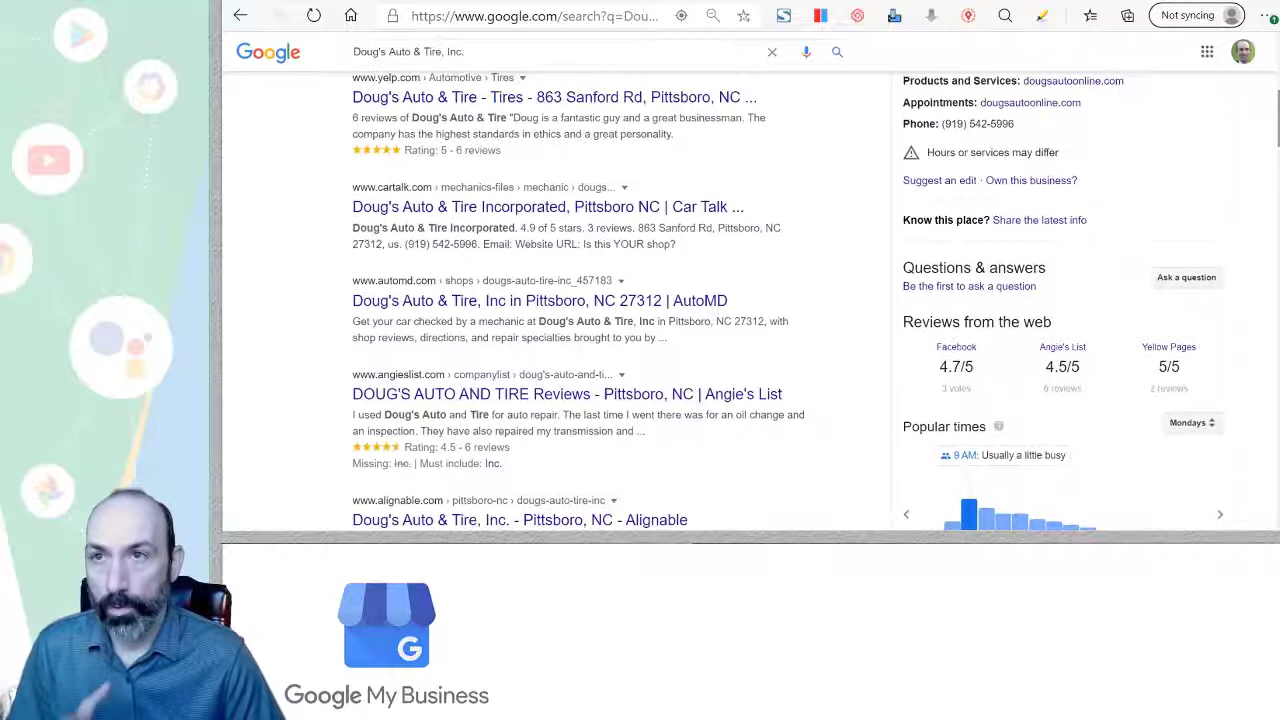 https://www.google.com/search?q=Dou...
Not syncing
Google
Doug's Auto & Tire, Inc.
www.yelp.com › Automotive › Tires
Doug's Auto & Tire - Tires - 863 Sanford Rd, Pittsboro, NC ...
6 reviews of Doug's Auto & Tire "Doug is a fantastic guy and a great businessman. The
company has the highest standards in ethics and a great personality.
Rating: 5 - 6 reviews
www.cartalk.com › mechanics-files › mechanic › dougs...
Doug's Auto & Tire Incorporated, Pittsboro NC | Car Talk ...
Doug's Auto & Tire Incorporated. 4.9 of 5 stars. 3 reviews. 863 Sanford Rd, Pittsboro, NC
27312, us. (919) 542-5996. Email: Website URL: Is this YOUR shop?
www.automd.com › shops › dougs-auto-tire-inc_457183
Doug's Auto & Tire, Inc in Pittsboro, NC 27312 | AutoMD
Get your car checked by a mechanic at Doug's Auto & Tire, Inc in Pittsboro, NC 27312, with
shop reviews, directions, and repair specialties brought to you by ...
www.angieslist.com › companylist › doug's-auto-and-ti...
DOUG'S AUTO AND TIRE Reviews - Pittsboro, NC | Angie's List
I used Doug's Auto and Tire for auto repair. The last time I went there was for an oil change and
an inspection. They have also repaired my transmission and ...
Rating: 4.5 - 6 reviews
Missing: Inc. | Must include: Inc.
www.alignable.com › pittsboro-nc › dougs-auto-tire-inc
Doug's Auto & Tire, Inc. - Pittsboro, NC - Alignable
Products and Services: dougsautoonline.com
Appointments: dougsautoonline.com
Phone: (919) 542-5996
Hours or services may differ
Suggest an edit · Own this business?
Know this place? Share the latest info
Questions & answers
Ask a question
Be the first to ask a question
Reviews from the web
Facebook Angie's List Yellow Pages
4.7/5 4.5/5 5/5
3 votes 6 reviews 2 reviews
Popular times
Mondays
9 AM: Usually a little busy
G
Google My Business